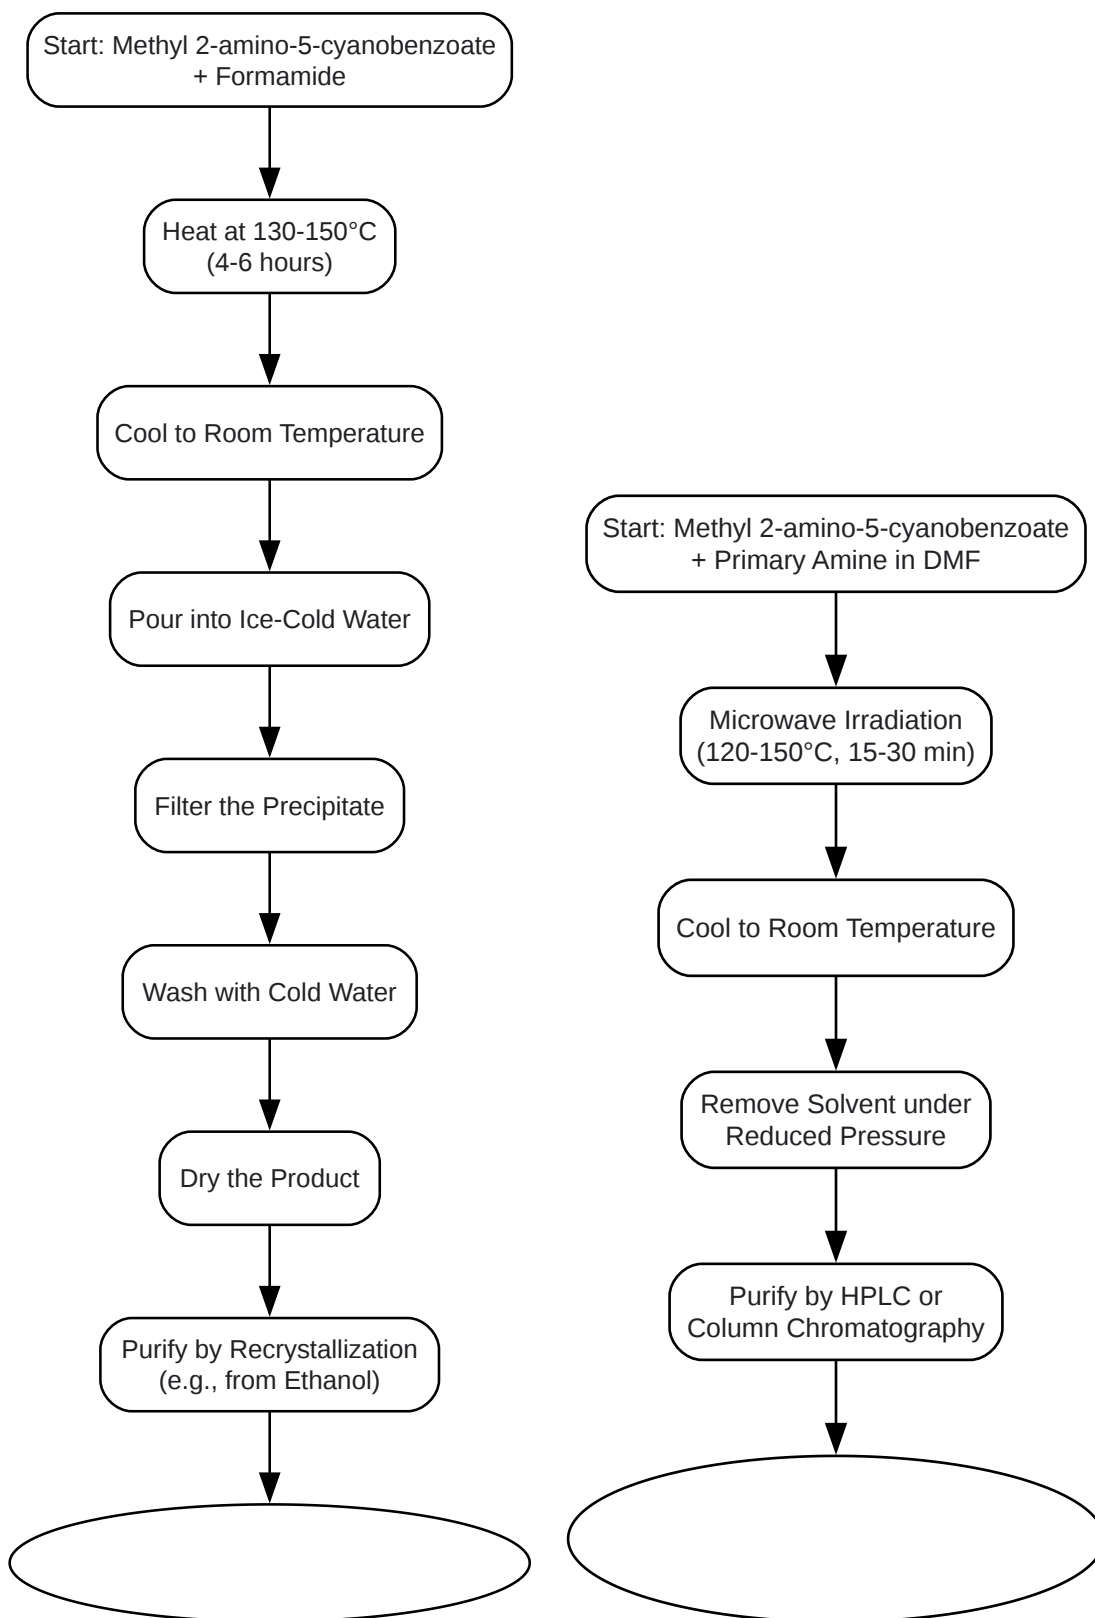 Start: Methyl 2-amino-5-cyanobenzoate
+ Formamide
Heat at 130-150°C
(4-6 hours)
Cool to Room Temperature
Pour into Ice-Cold Water
Filter the Precipitate
Wash with Cold Water
Dry the Product
Purify by Recrystallization
(e.g., from Ethanol)
Start: Methyl 2-amino-5-cyanobenzoate
+ Primary Amine in DMF
Microwave Irradiation
(120-150°C, 15-30 min)
Cool to Room Temperature
Remove Solvent under
Reduced Pressure
Purify by HPLC or
Column Chromatography